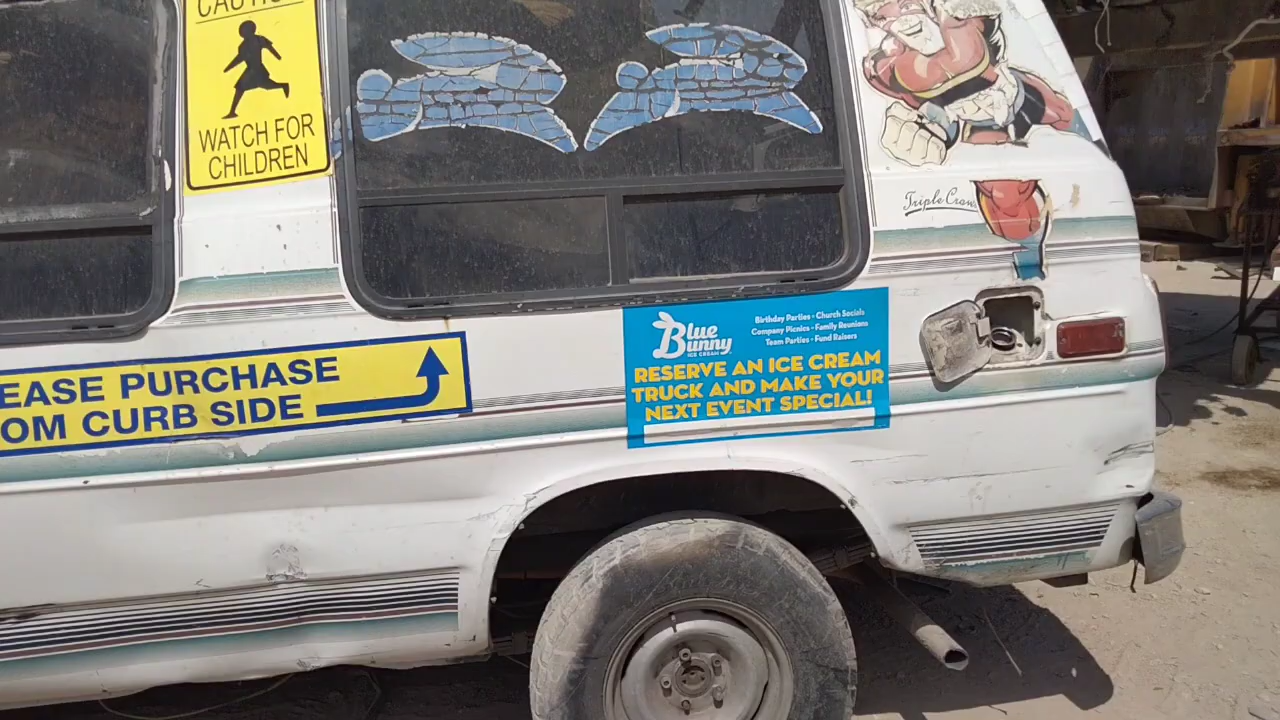 WATCH FOR
CHILDREN
Triple
EASE PURCHASE
OM CURB SIDE
Blue
Bunny
ICE CREAM
Birthday Parties - Church Socials
Company Picnics - Family Reunions
Team Parties - Fund Raisers
RESERVE AN ICE CREAM
TRUCK AND MAKE YOUR
NEXT EVENT SPECIAL!